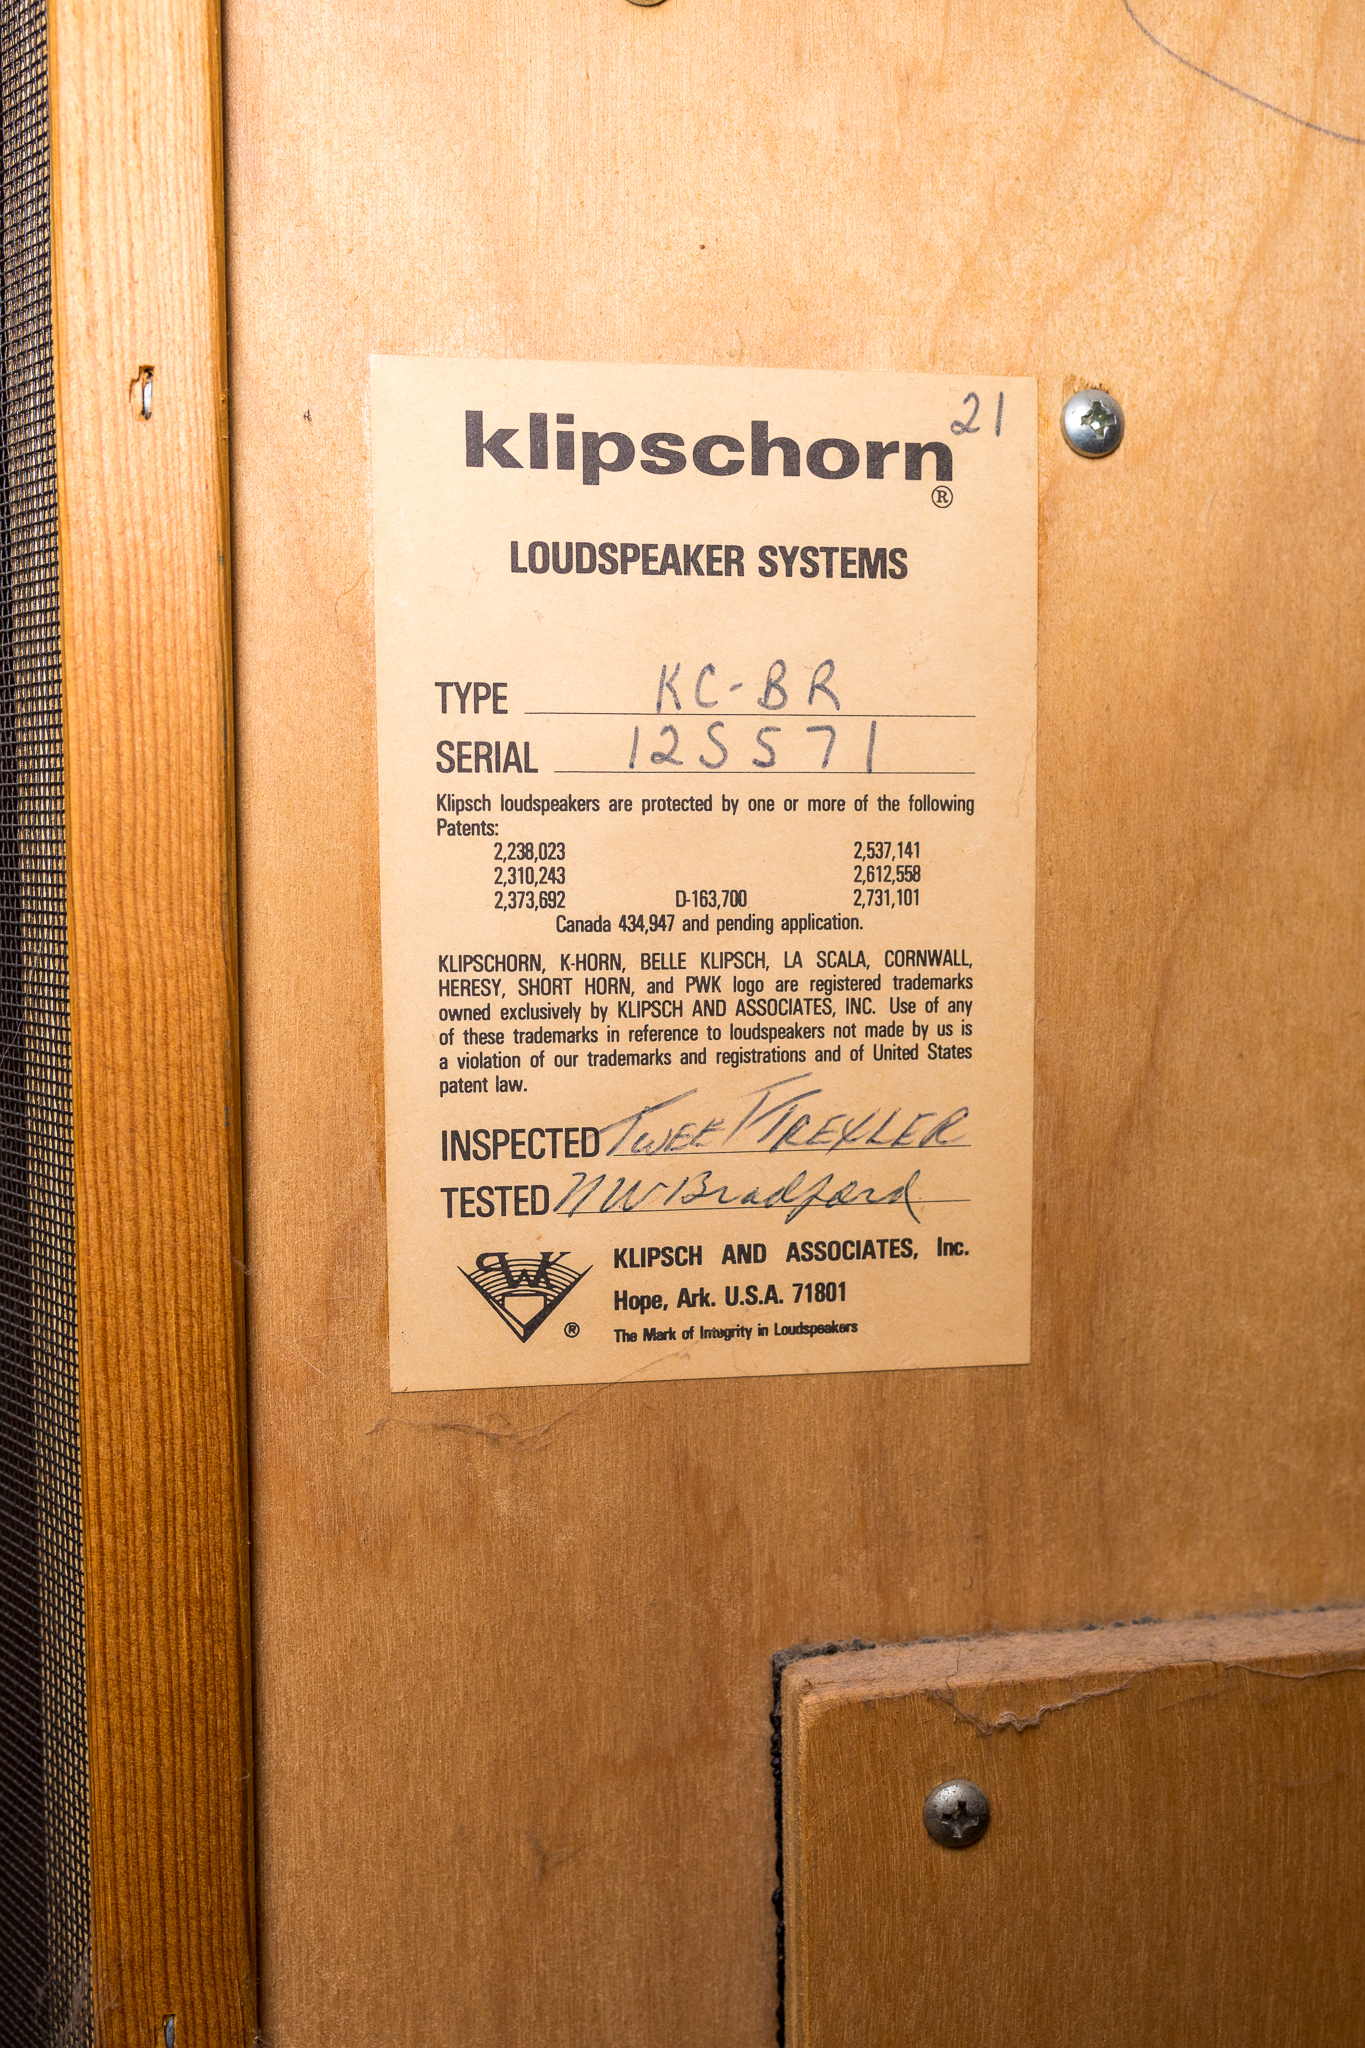 klipschorn® 21
LOUDSPEAKER SYSTEMS
TYPE KC-BR
SERIAL 12S571
Klipsch loudspeakers are protected by one or more of the following
Patents:
2,238,023 2,537,141
2,310,243 2,612,558
2,373,692 D-163,700 2,731,101
Canada 434,947 and pending application.
KLIPSCHORN, K-HORN, BELLE KLIPSCH, LA SCALA, CORNWALL,
HERESY, SHORT HORN, and PWK logo are registered trademarks
owned exclusively by KLIPSCH AND ASSOCIATES, INC. Use of any
of these trademarks in reference to loudspeakers not made by us is
a violation of our trademarks and registrations and of United States
patent law.
INSPECTED TWEET TREXLER
TESTED NW Bradford
PWK ®
KLIPSCH AND ASSOCIATES, Inc.
Hope, Ark. U.S.A. 71801
The Mark of Integrity in Loudspeakers